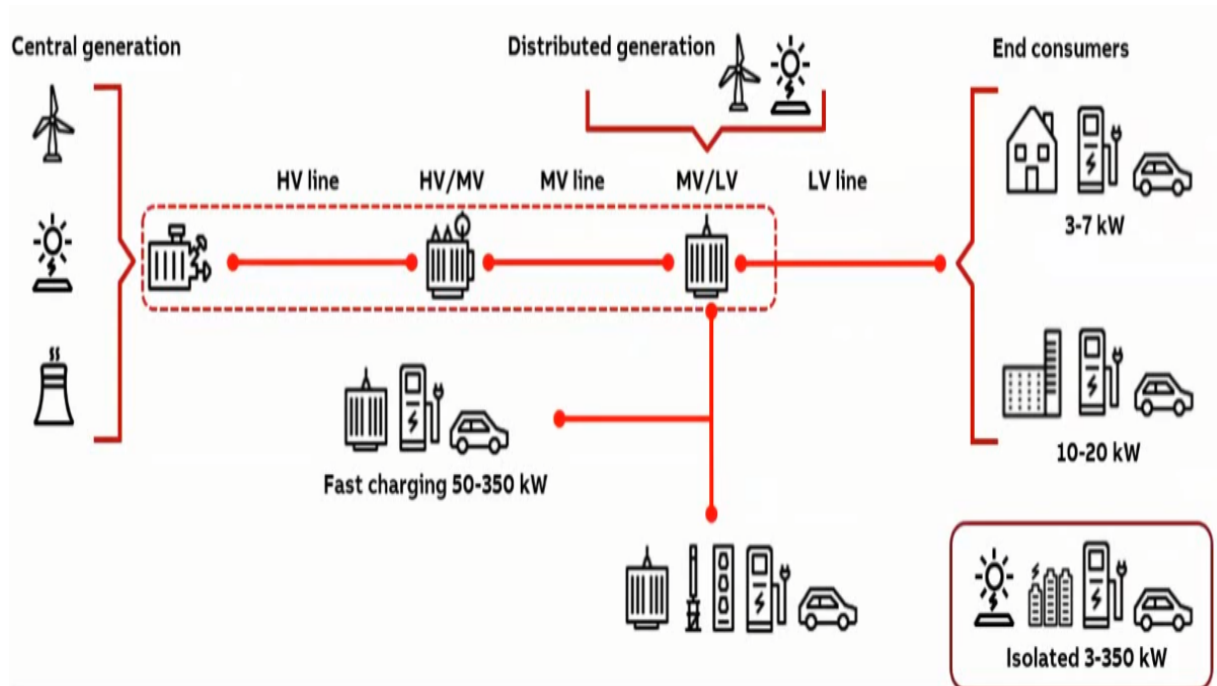 Central generation
Distributed generation
End consumers
HV line
HV/MV
MV line
MV/LV
LV line
3-7 kW
Fast charging 50-350 kW
10-20 kW
Isolated 3-350 kW